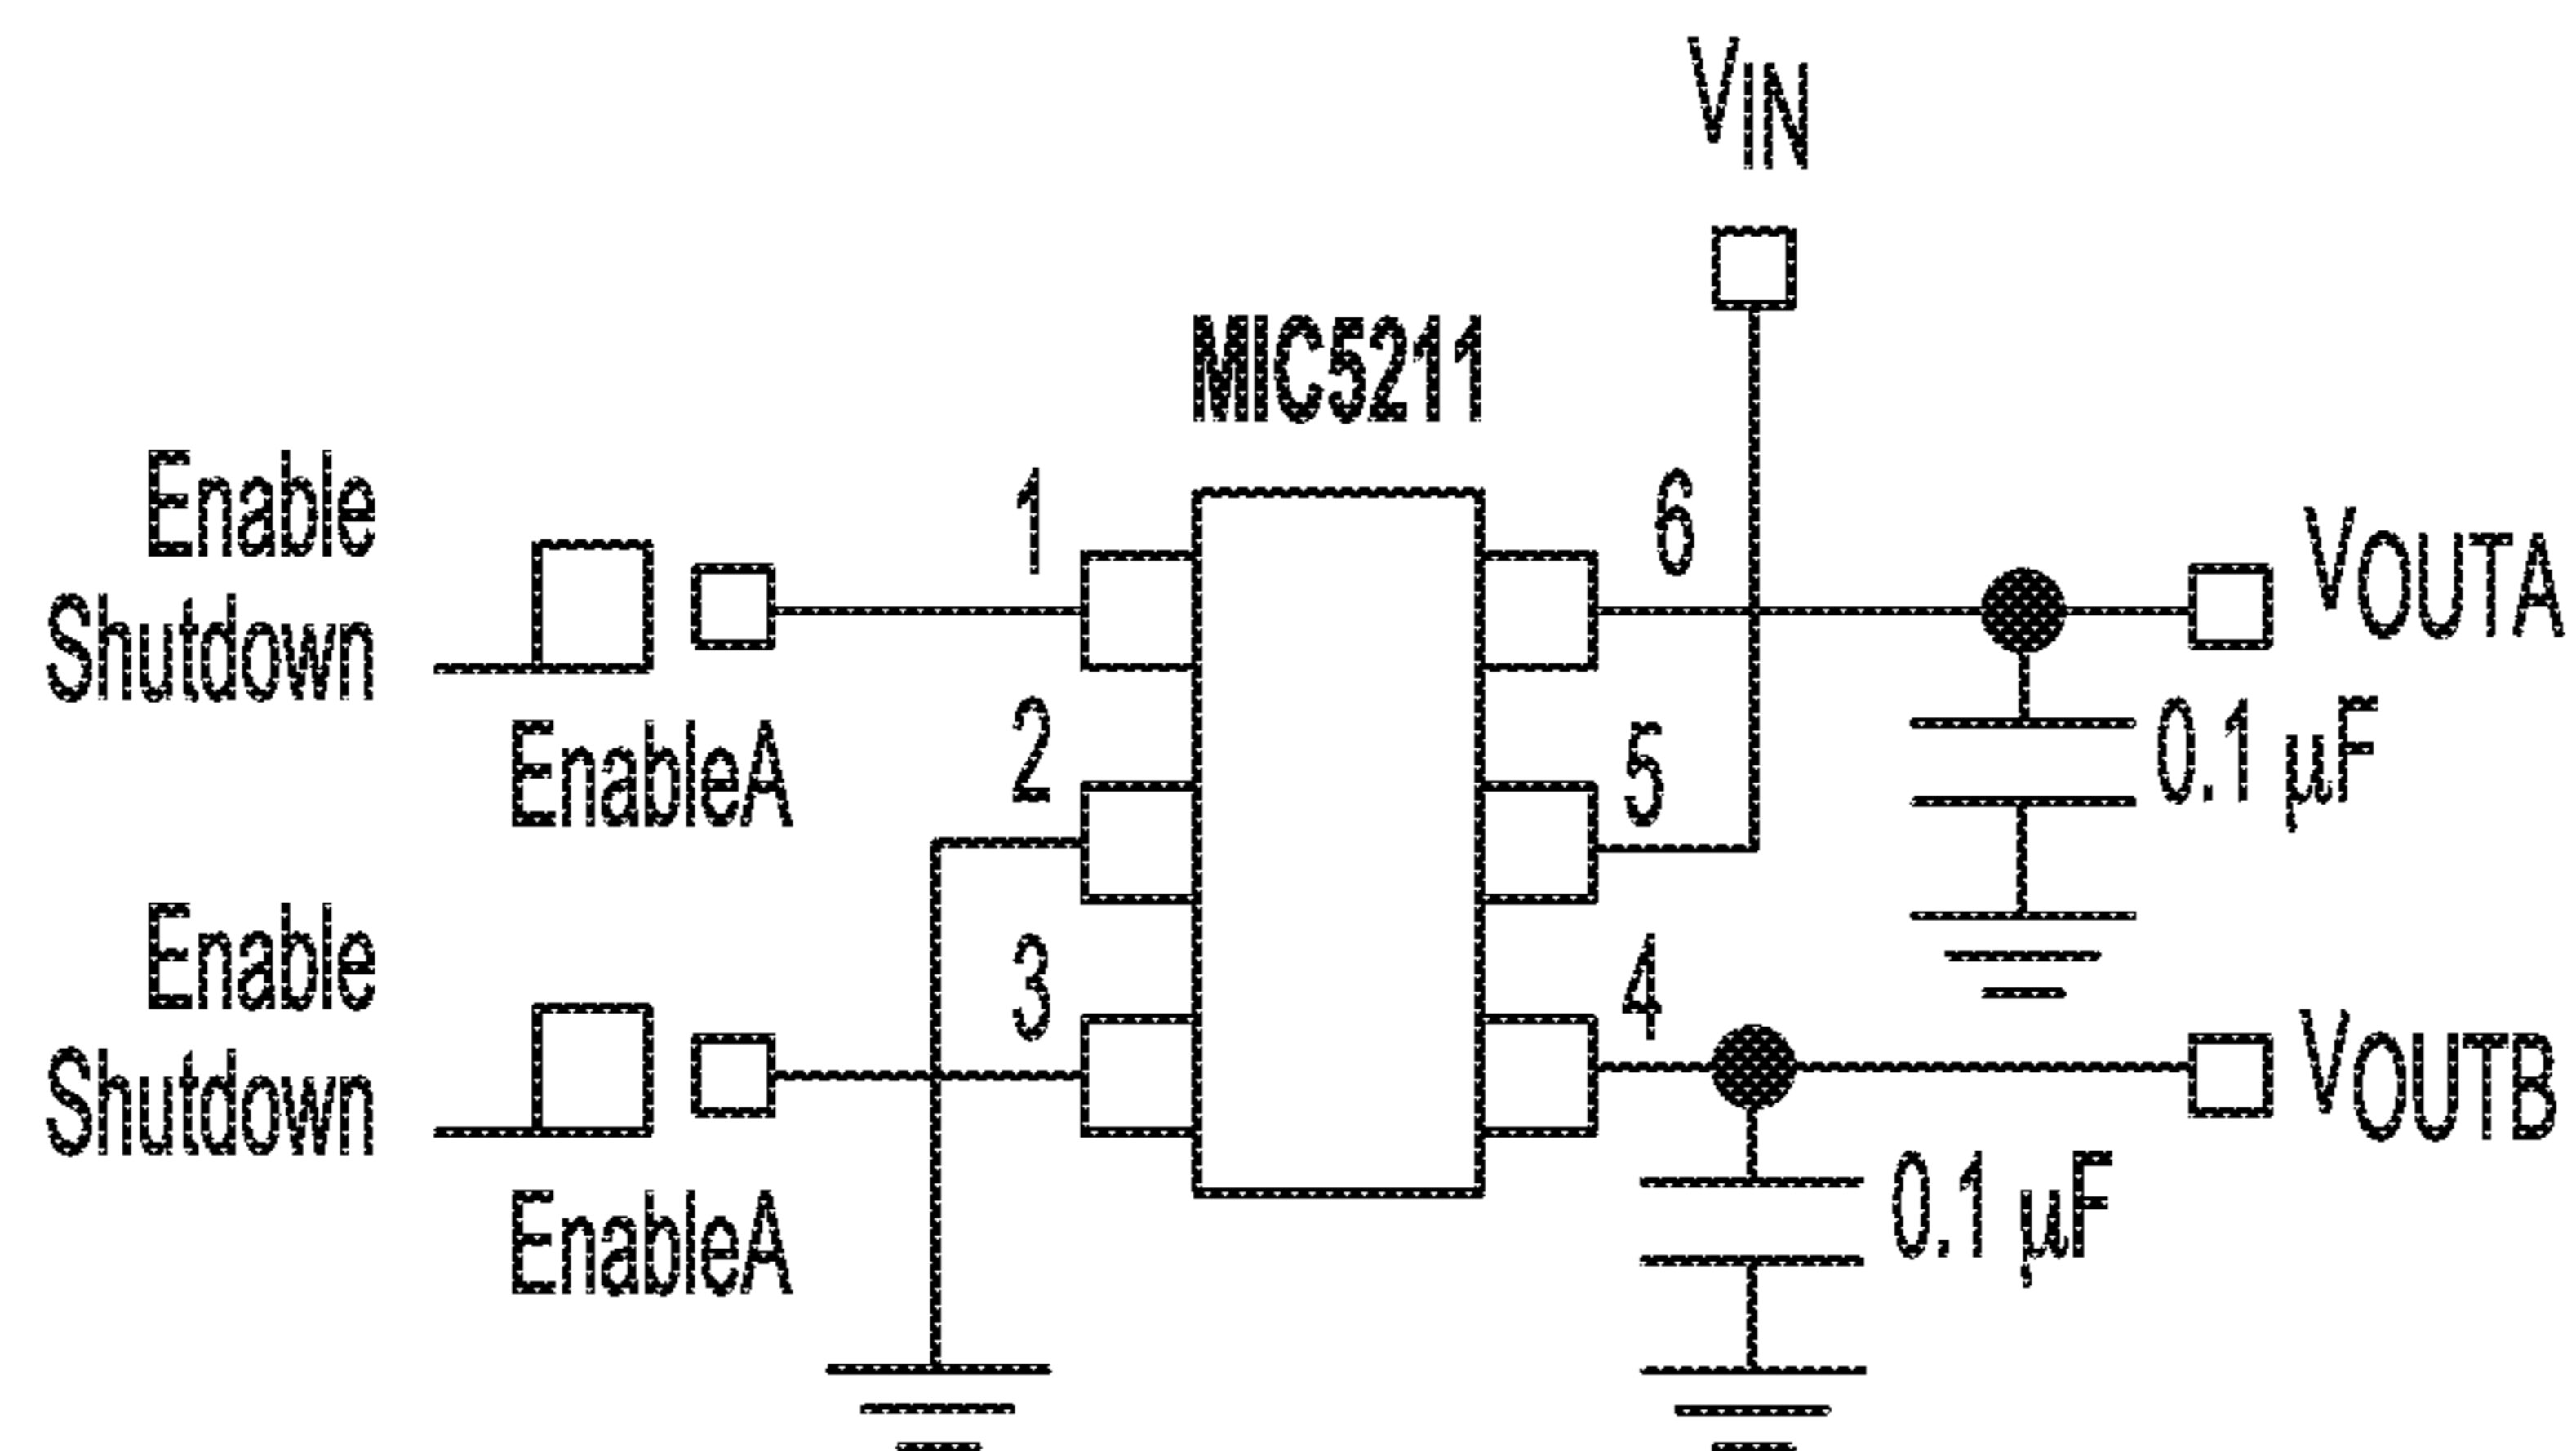 VIN
MIC5211
Enable
Shutdown
1
6
VOUTA
EnableA
2
5
0.1 µF
Enable
Shutdown
3
4
VOUTB
EnableA
0.1 µF